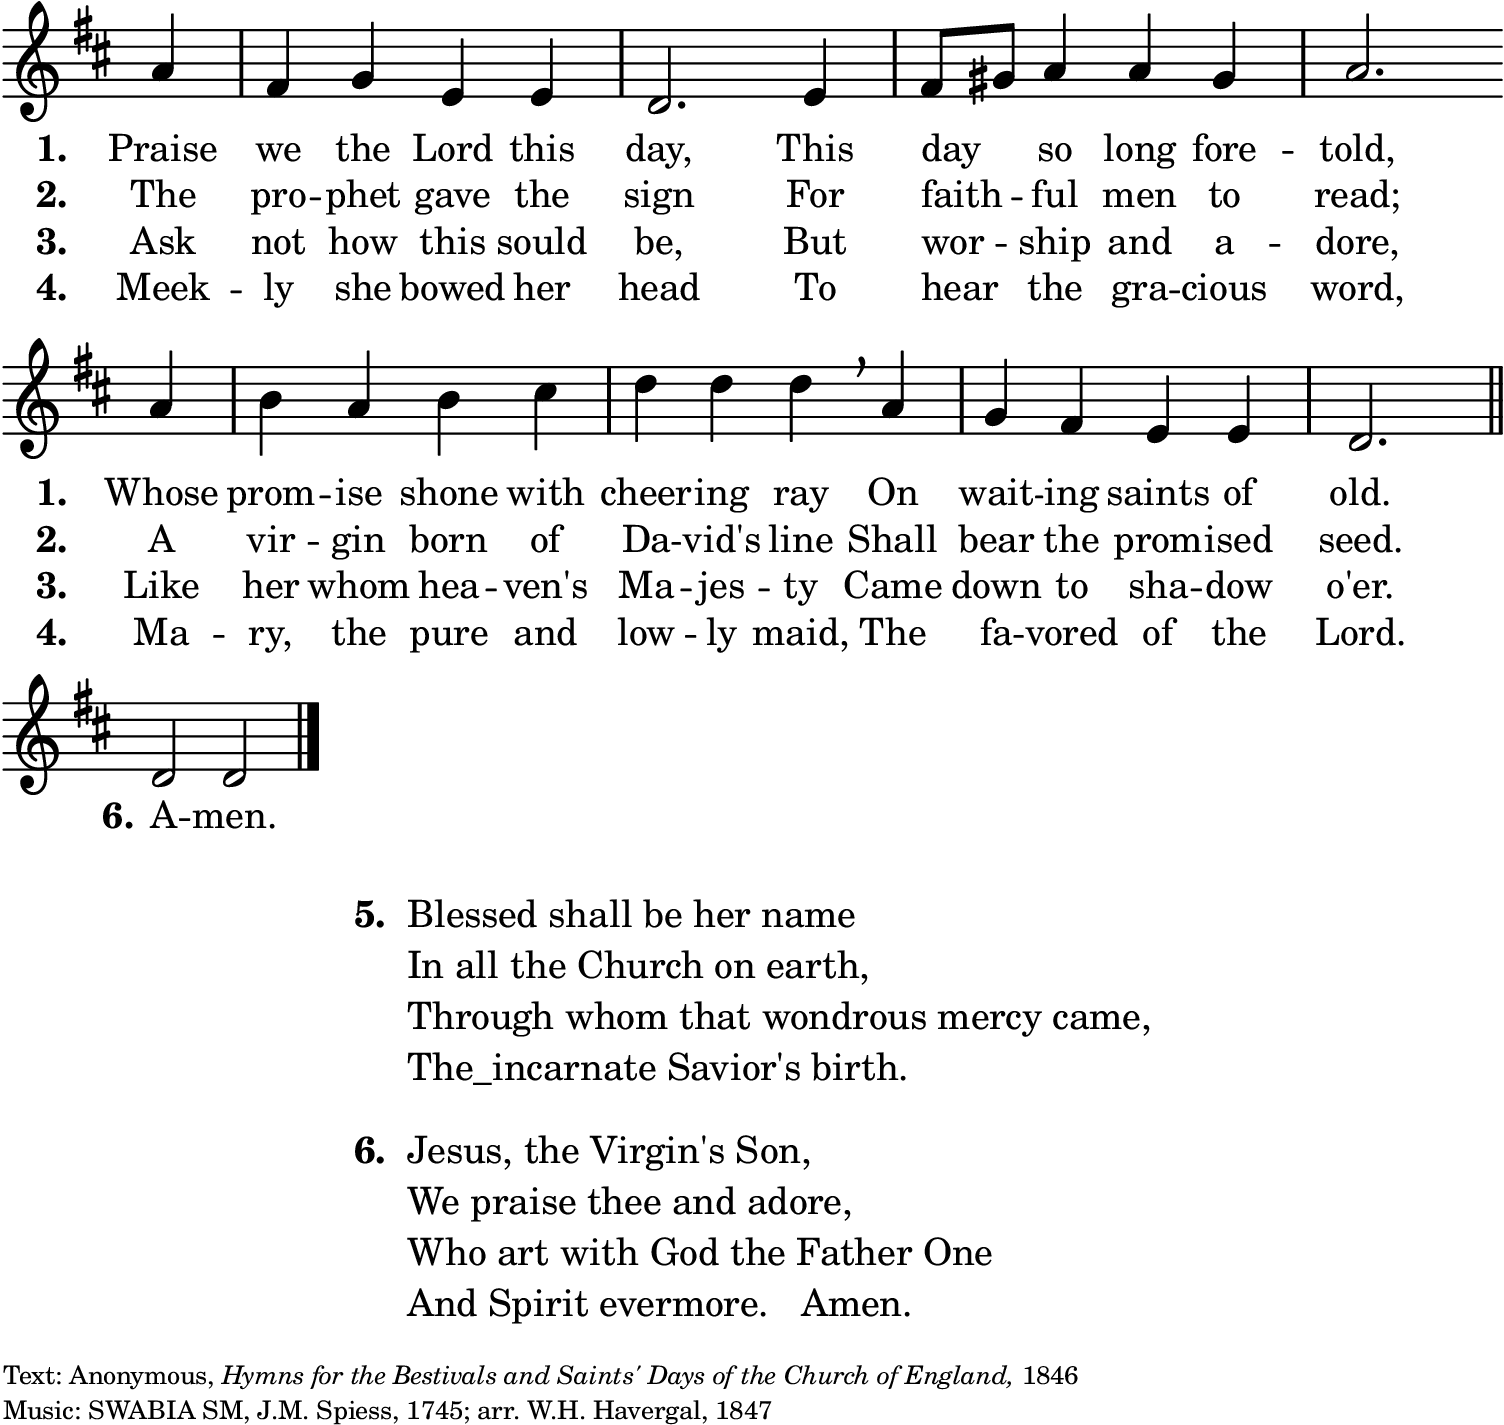 1. Praise we the Lord this day, This day so long fore -- told,
2. The pro -- phet gave the sign For faith -- ful men to read;
3. Ask not how this sould be, But wor -- ship and a -- dore,
4. Meek -- ly she bowed her head To hear the gra -- cious word,
1. Whose prom -- ise shone with cheering ray On wait -- ing saints of old.
2. A vir -- gin born of Da -- vid's line Shall bear the promised seed.
3. Like her whom hea -- ven's Ma -- jes -- ty Came down to sha -- dow o'er.
4. Ma -- ry, the pure and low -- ly maid, The fa -- vored of the Lord.
6. A -- men.
5. Blessed shall be her name
In all the Church on earth,
Through whom that wondrous mercy came,
The_incarnate Savior's birth.
6. Jesus, the Virgin's Son,
We praise thee and adore,
Who art with God the Father One
And Spirit evermore. Amen.
Text: Anonymous, Hymns for the Bestivals and Saints' Days of the Church of England, 1846
Music: SWABIA SM, J.M. Spiess, 1745; arr. W.H. Havergal, 1847